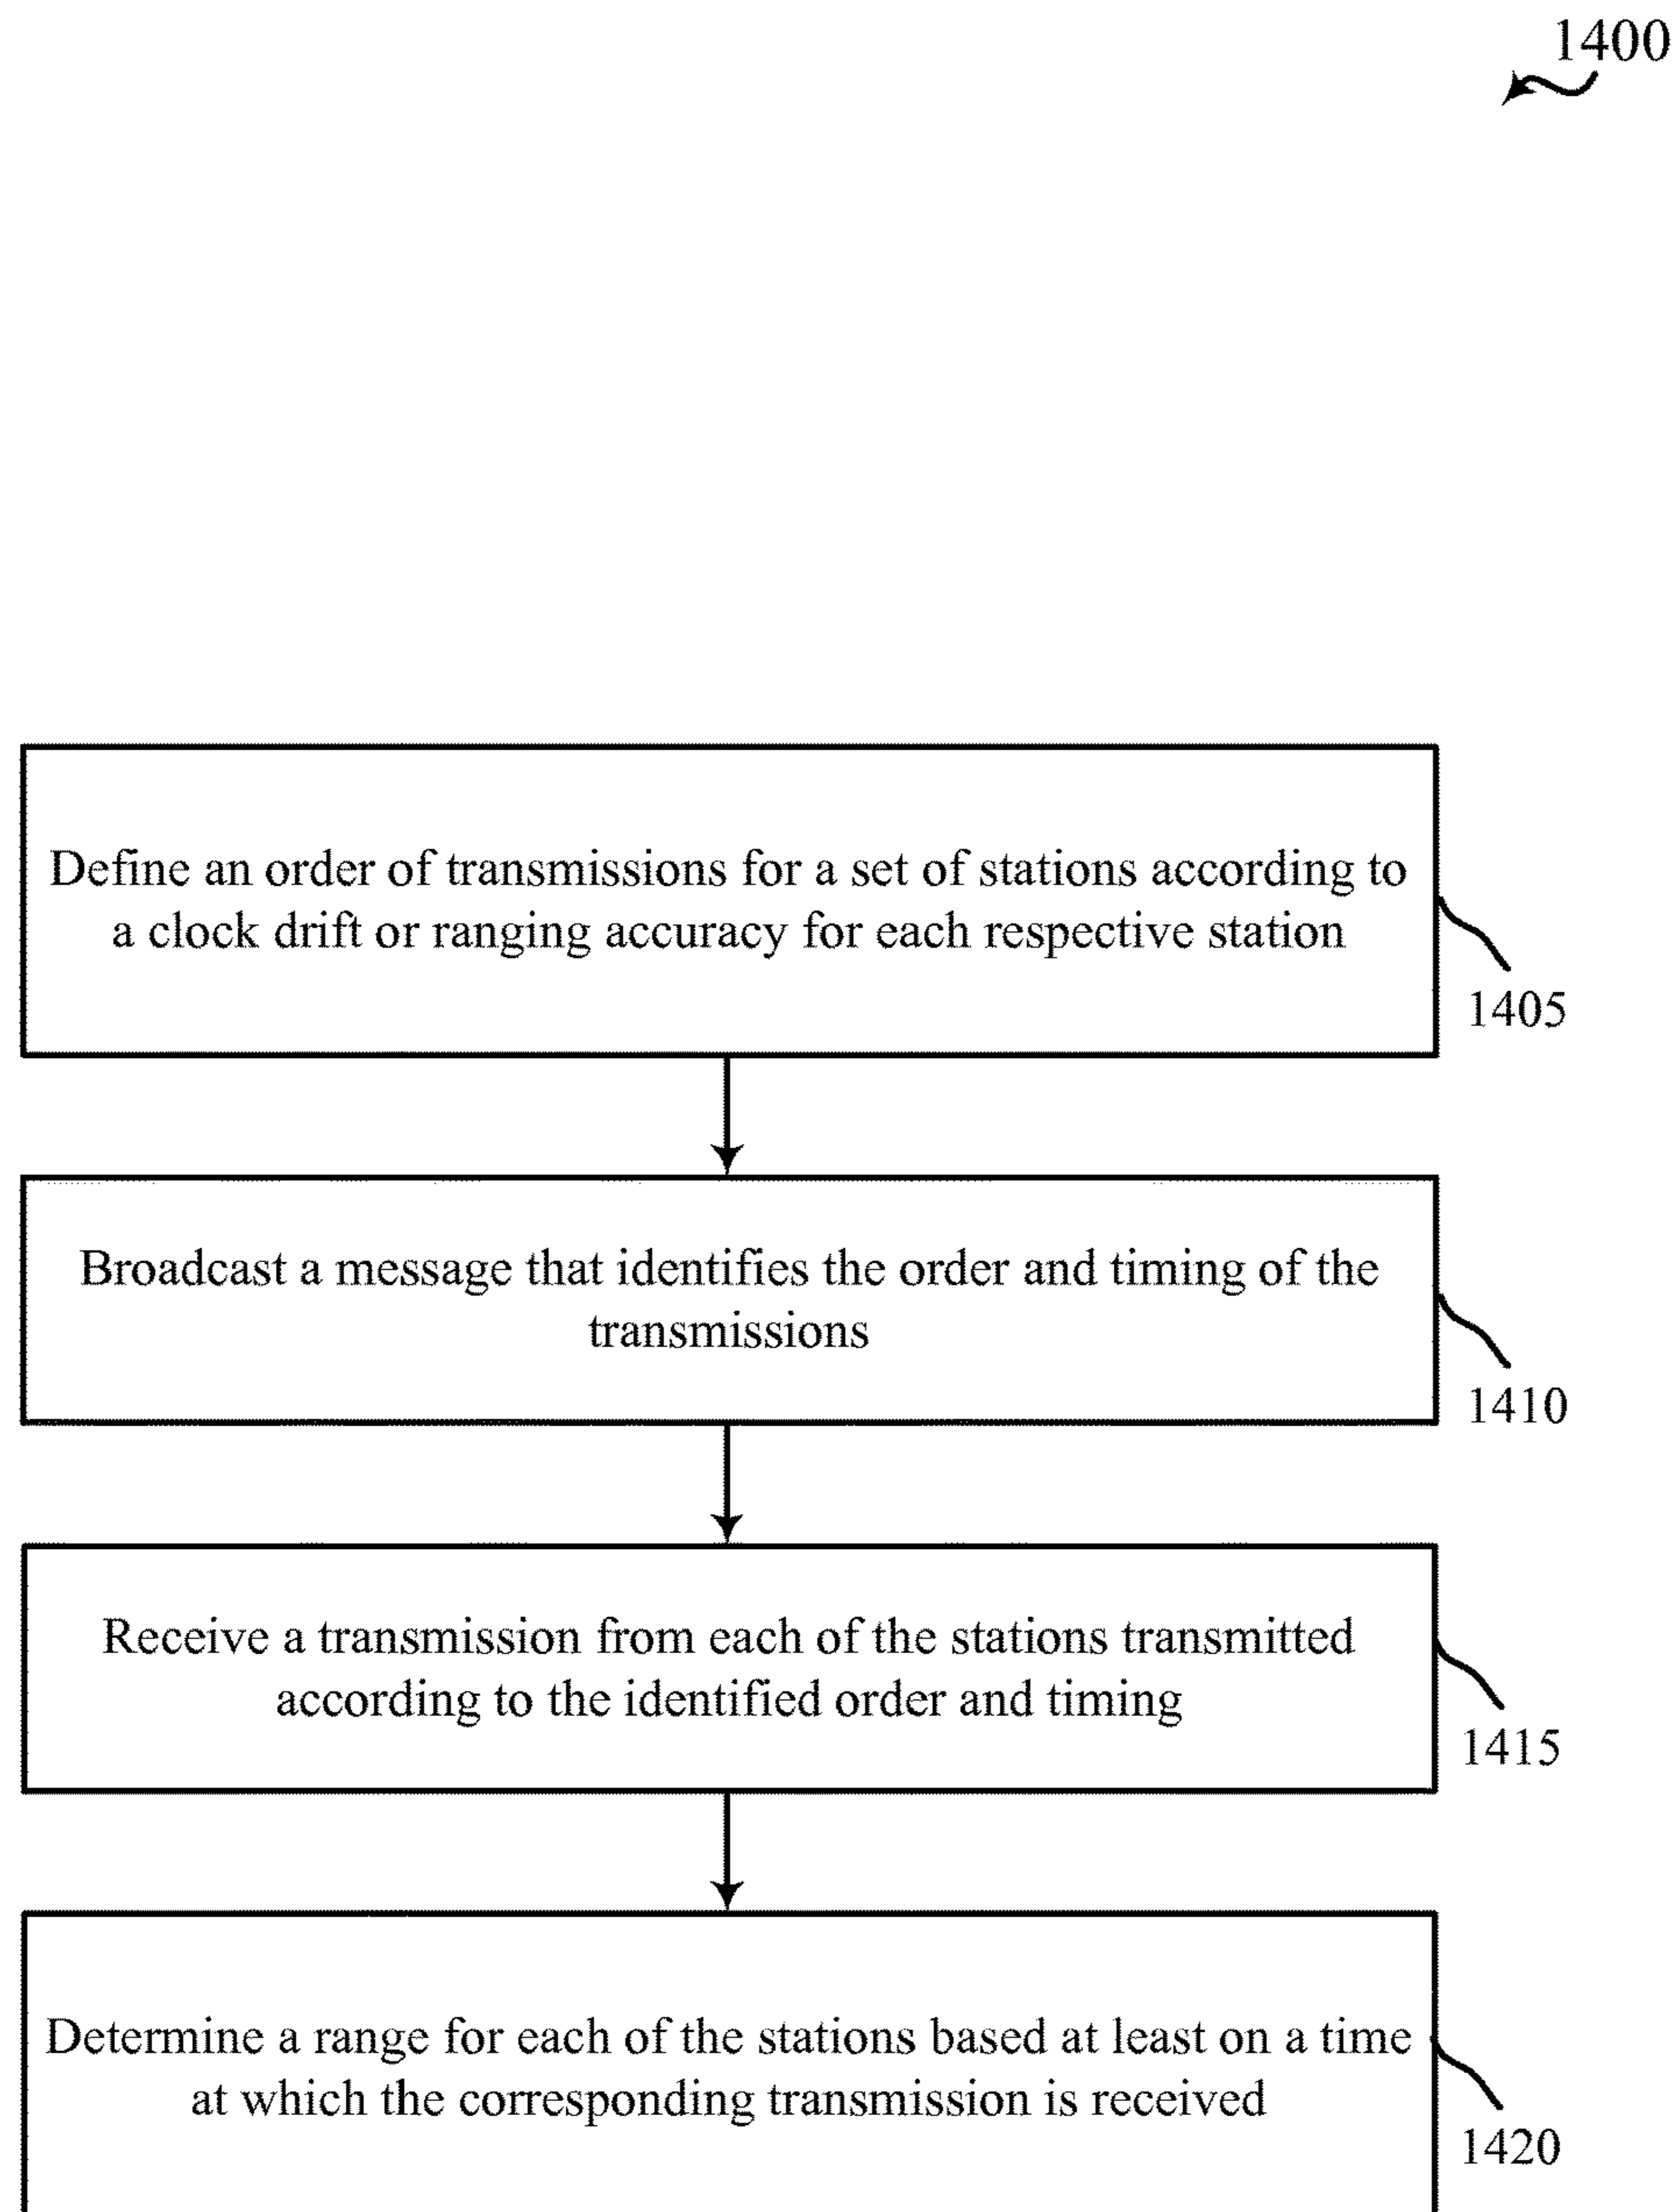 1400
Define an order of transmissions for a set of stations according to
a clock drift or ranging accuracy for each respective station
1405
Broadcast a message that identifies the order and timing of the
transmissions
1410
Receive a transmission from each of the stations transmitted
according to the identified order and timing
1415
Determine a range for each of the stations based at least on a time
at which the corresponding transmission is received
1420